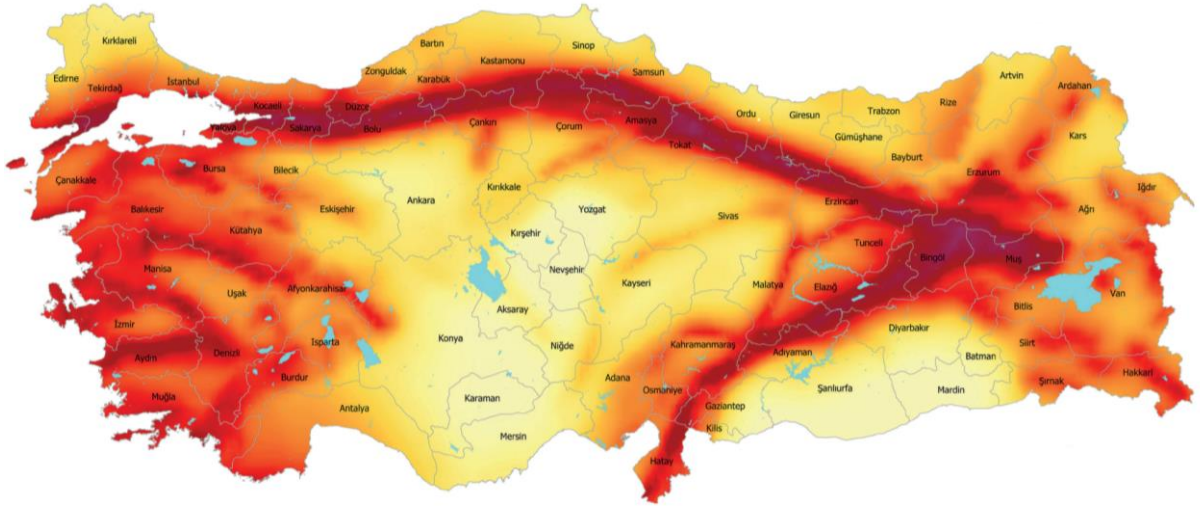 Kırklareli
Edirne
Tekirdağ
İstanbul
Kocaeli
Yalova
Sakarya
Düzce
Bolu
Zonguldak
Bartın
Karabük
Kastamonu
Sinop
Samsun
Çankırı
Çorum
Amasya
Tokat
Ordu
Giresun
Trabzon
Gümüşhane
Bayburt
Rize
Artvin
Ardahan
Kars
Erzurum
Iğdır
Ağrı
Çanakkale
Bursa
Bilecik
Balıkesir
Kütahya
Eskişehir
Ankara
Kırıkkale
Yozgat
Kırşehir
Sivas
Erzincan
Tunceli
Bingöl
Muş
Manisa
Uşak
Afyonkarahisar
Nevşehir
Kayseri
Malatya
Elazığ
Bitlis
Van
İzmir
Aydın
Denizli
Isparta
Burdur
Konya
Aksaray
Niğde
Kahramanmaraş
Adıyaman
Diyarbakır
Batman
Siirt
Şırnak
Hakkari
Muğla
Antalya
Karaman
Mersin
Adana
Osmaniye
Gaziantep
Kilis
Şanlıurfa
Mardin
Hatay